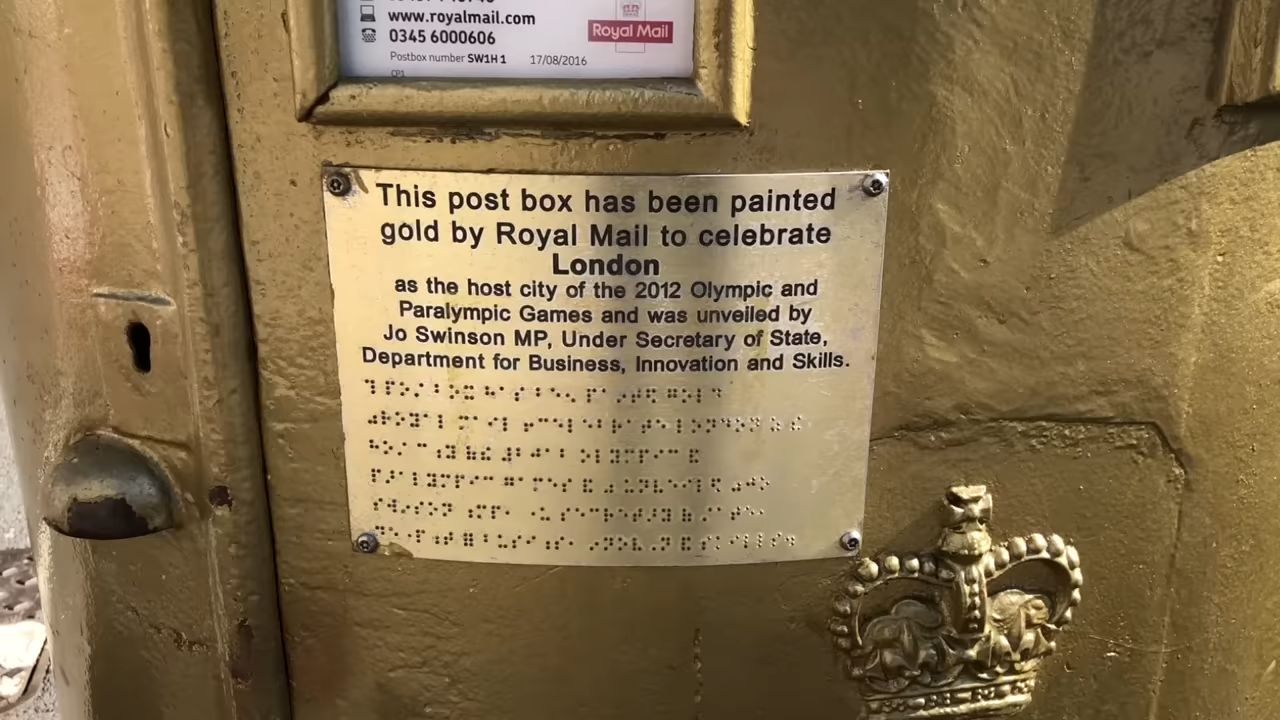 www.royalmail.com
0345 6000606
Royal Mail
Postbox number SW1H 1 17/08/2016
CP1
This post box has been painted
gold by Royal Mail to celebrate
London
as the host city of the 2012 Olympic and
Paralympic Games and was unveiled by
Jo Swinson MP, Under Secretary of State,
Department for Business, Innovation and Skills.